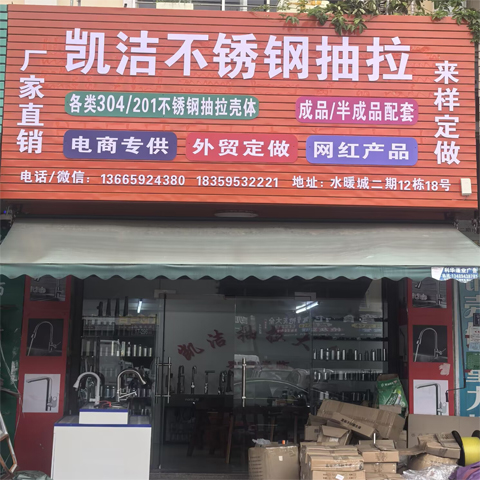 凯洁不锈钢抽拉
厂家直销
来样定做
各类304/201不锈钢抽拉壳体
成品/半成品配套
电商专供
外贸定做
网红产品
电话/微信： 13665924380 18359532221 地址：水暖城二期12栋18号
凯洁